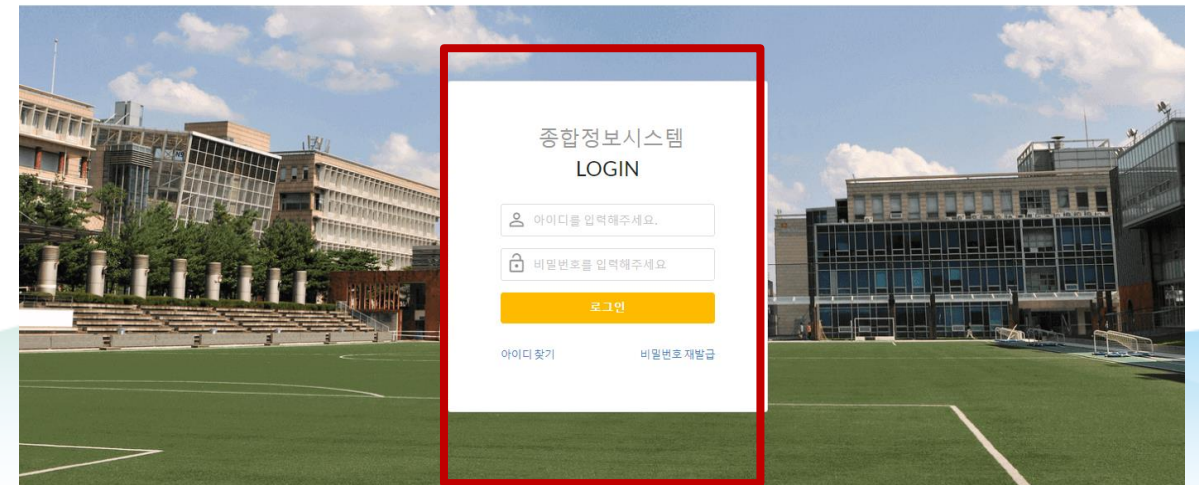 종합정보시스템
LOGIN
아이디를 입력해주세요.
비밀번호를 입력해주세요
로그인
아이디 찾기 비밀번호 재발급